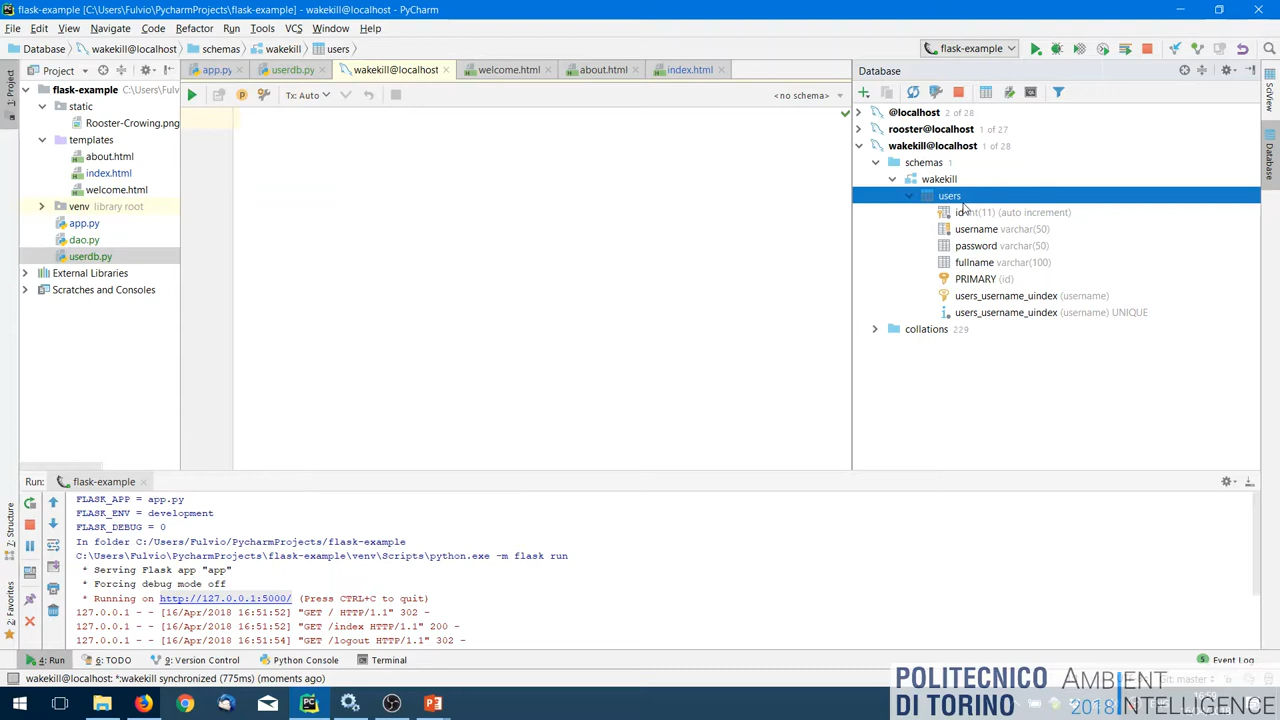 flask-example [C:\Users\Fulvio\PycharmProjects\flask-example] - wakekill@localhost - PyCharm
File Edit View Navigate Code Refactor Run Tools VCS Window Help
Database wakekill@localhost schemas wakekill users flask-example
Project app.py userdb.py wakekill@localhost welcome.html about.html index.html Database
1: Project
SciView
Database
flask-example C:\Users\Fulv
static
Rooster-Crowing.png
templates
about.html
index.html
welcome.html
venv library root
app.py
dao.py
userdb.py
External Libraries
Scratches and Consoles
Tx: Auto <no schema>
@localhost 2 of 28
rooster@localhost 1 of 27
wakekill@localhost 1 of 28
schemas 1
wakekill
users
int(11) (auto increment)
username varchar(50)
password varchar(50)
fullname varchar(100)
PRIMARY (id)
users_username_uindex (username)
users_username_uindex (username) UNIQUE
collations 229
Run: flask-example
FLASK_APP = app.py
FLASK_ENV = development
FLASK_DEBUG = 0
In folder C:/Users/Fulvio/PycharmProjects/flask-example
C:\Users\Fulvio\PycharmProjects\flask-example\venv\Scripts\python.exe -m flask run
* Serving Flask app "app"
* Forcing debug mode off
* Running on http://127.0.0.1:5000/ (Press CTRL+C to quit)
127.0.0.1 - - [16/Apr/2018 16:51:52] "GET / HTTP/1.1" 302 -
127.0.0.1 - - [16/Apr/2018 16:51:52] "GET /index HTTP/1.1" 200 -
127.0.0.1 - - [16/Apr/2018 16:51:54] "GET /logout HTTP/1.1" 302 -
7: Structure
2: Favorites
4: Run 6: TODO 9: Version Control Python Console Terminal Event Log
wakekill@localhost: *:wakekill synchronized (775ms) (moments ago) Git: master
POLITECNICO
DI TORINO
AMBIENT
2018 INTELLIGENCE